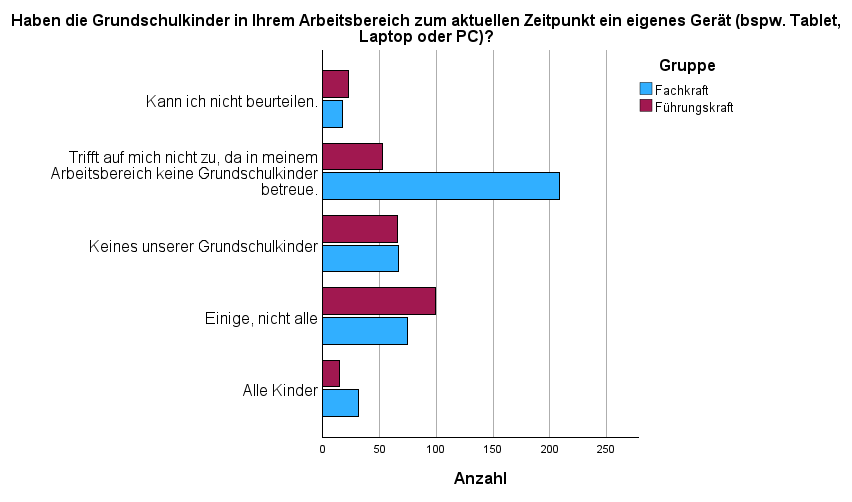 Haben die Grundschulkinder in Ihrem Arbeitsbereich zum aktuellen Zeitpunkt ein eigenes Gerät (bspw. Tablet,
Laptop oder PC)?
Gruppe
Fachkraft
Führungskraft
Kann ich nicht beurteilen.
Trifft auf mich nicht zu, da in meinem
Arbeitsbereich keine Grundschulkinder
betreue.
Keines unserer Grundschulkinder
Einige, nicht alle
Alle Kinder
0 50 100 150 200 250
Anzahl